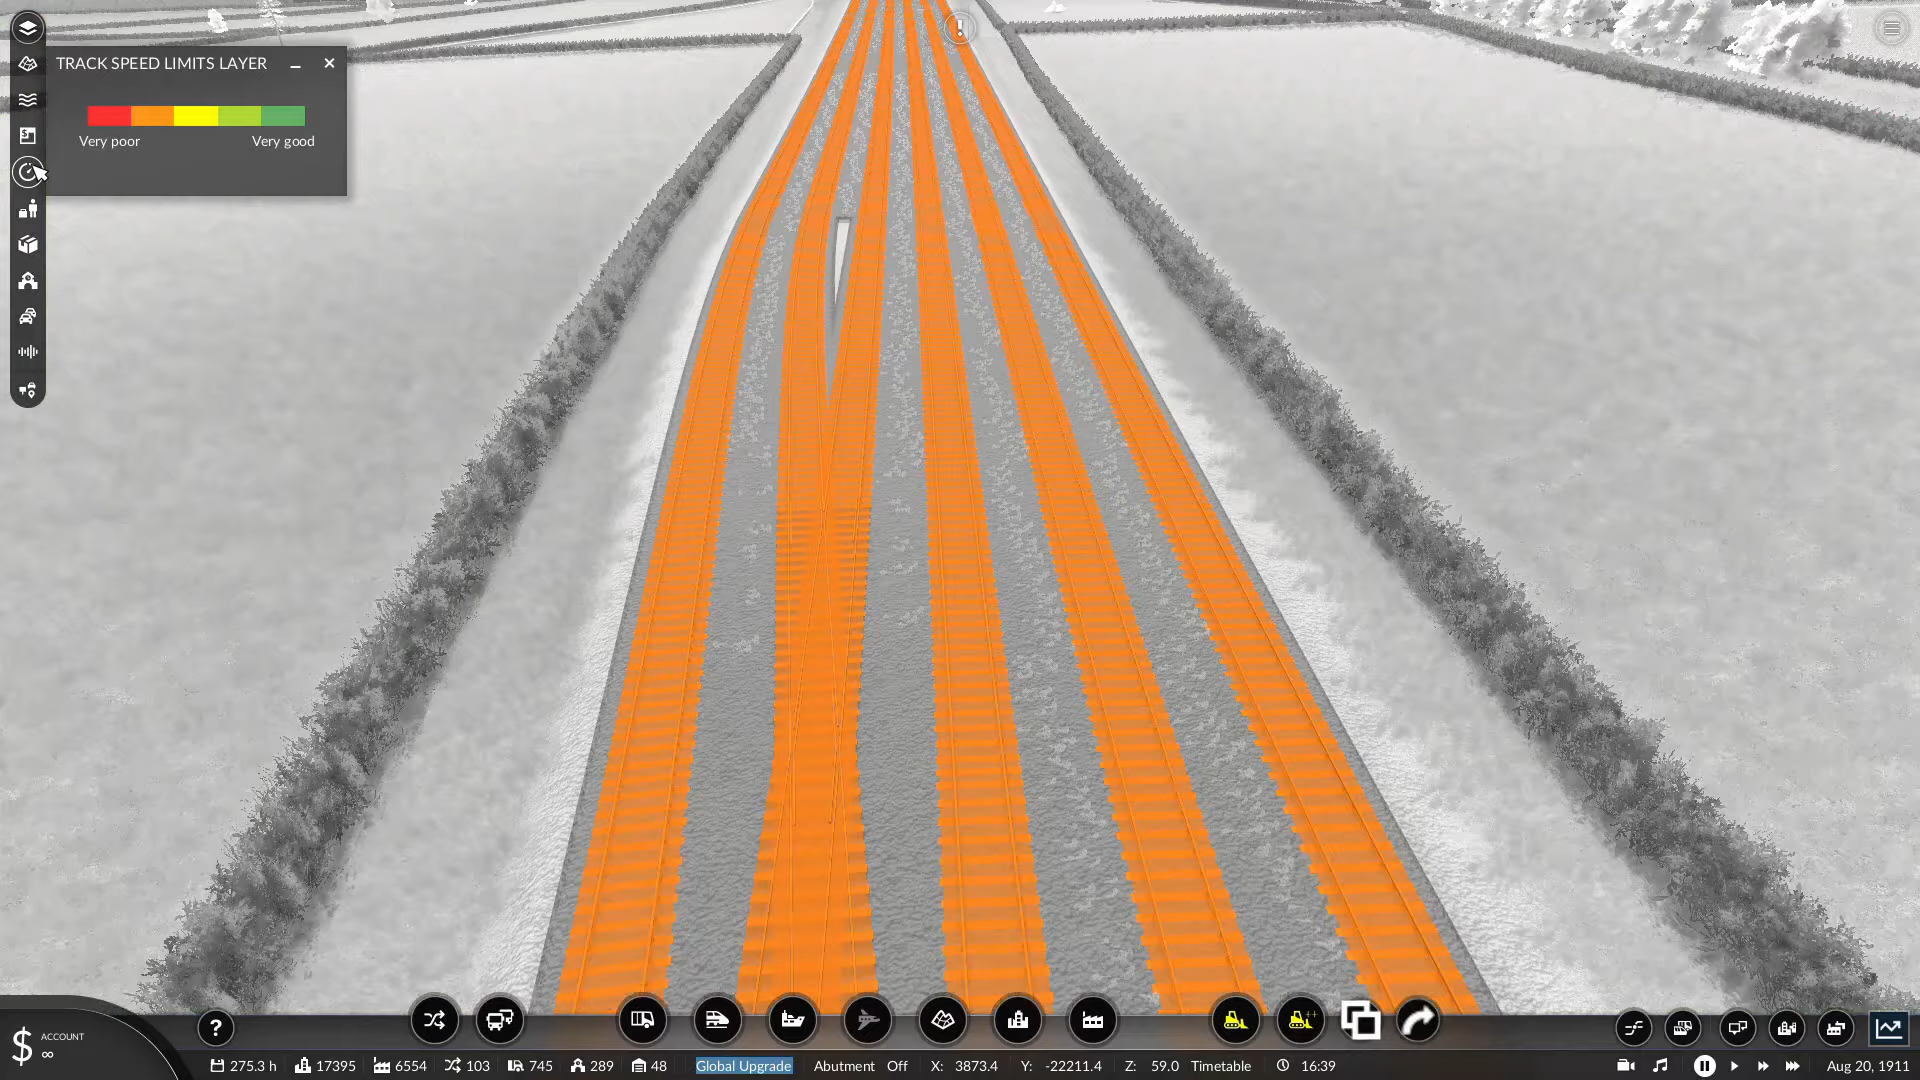 TRACK SPEED LIMITS LAYER
Very poor
Very good
ACCOUNT
∞
275.3 h
17395
6554
103
745
289
48
Global Upgrade
Abutment Off
X: 3873.4
Y: -22211.4
Z: 59.0
Timetable
16:39
Aug 20, 1911